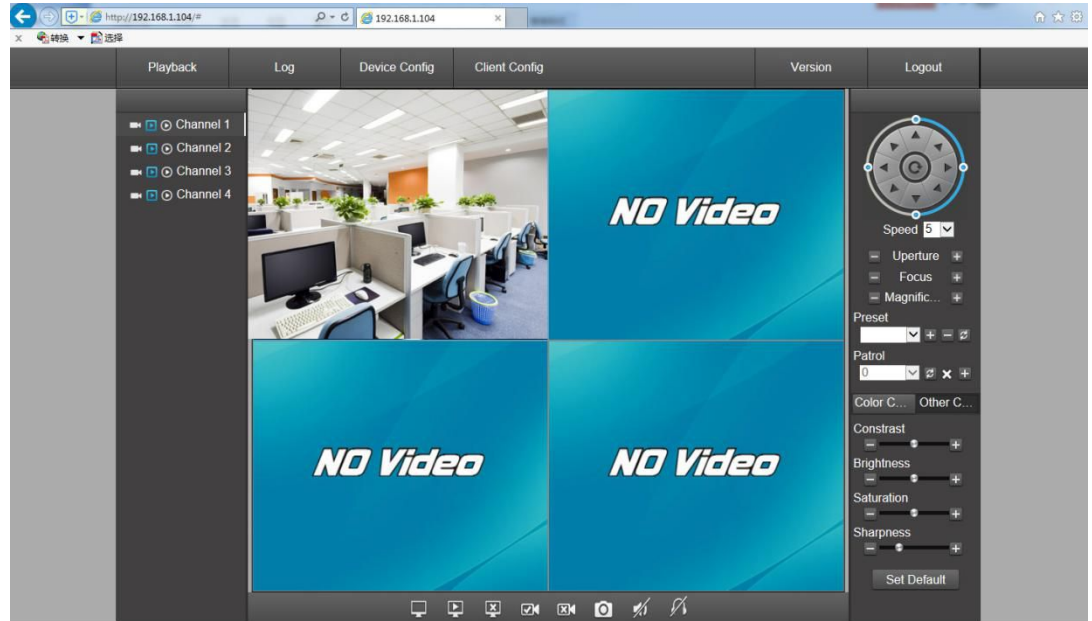 http://192.168.1.104/#
192.168.1.104
转换
选择
Playback
Log
Device Config
Client Config
Version
Logout
Channel 1
Channel 2
Channel 3
Channel 4
NO Video
NO Video
NO Video
Speed 5
Uperture
Focus
Magnific...
Preset
Patrol
0
Color C... Other C...
Constrast
Brightness
Saturation
Sharpness
Set Default